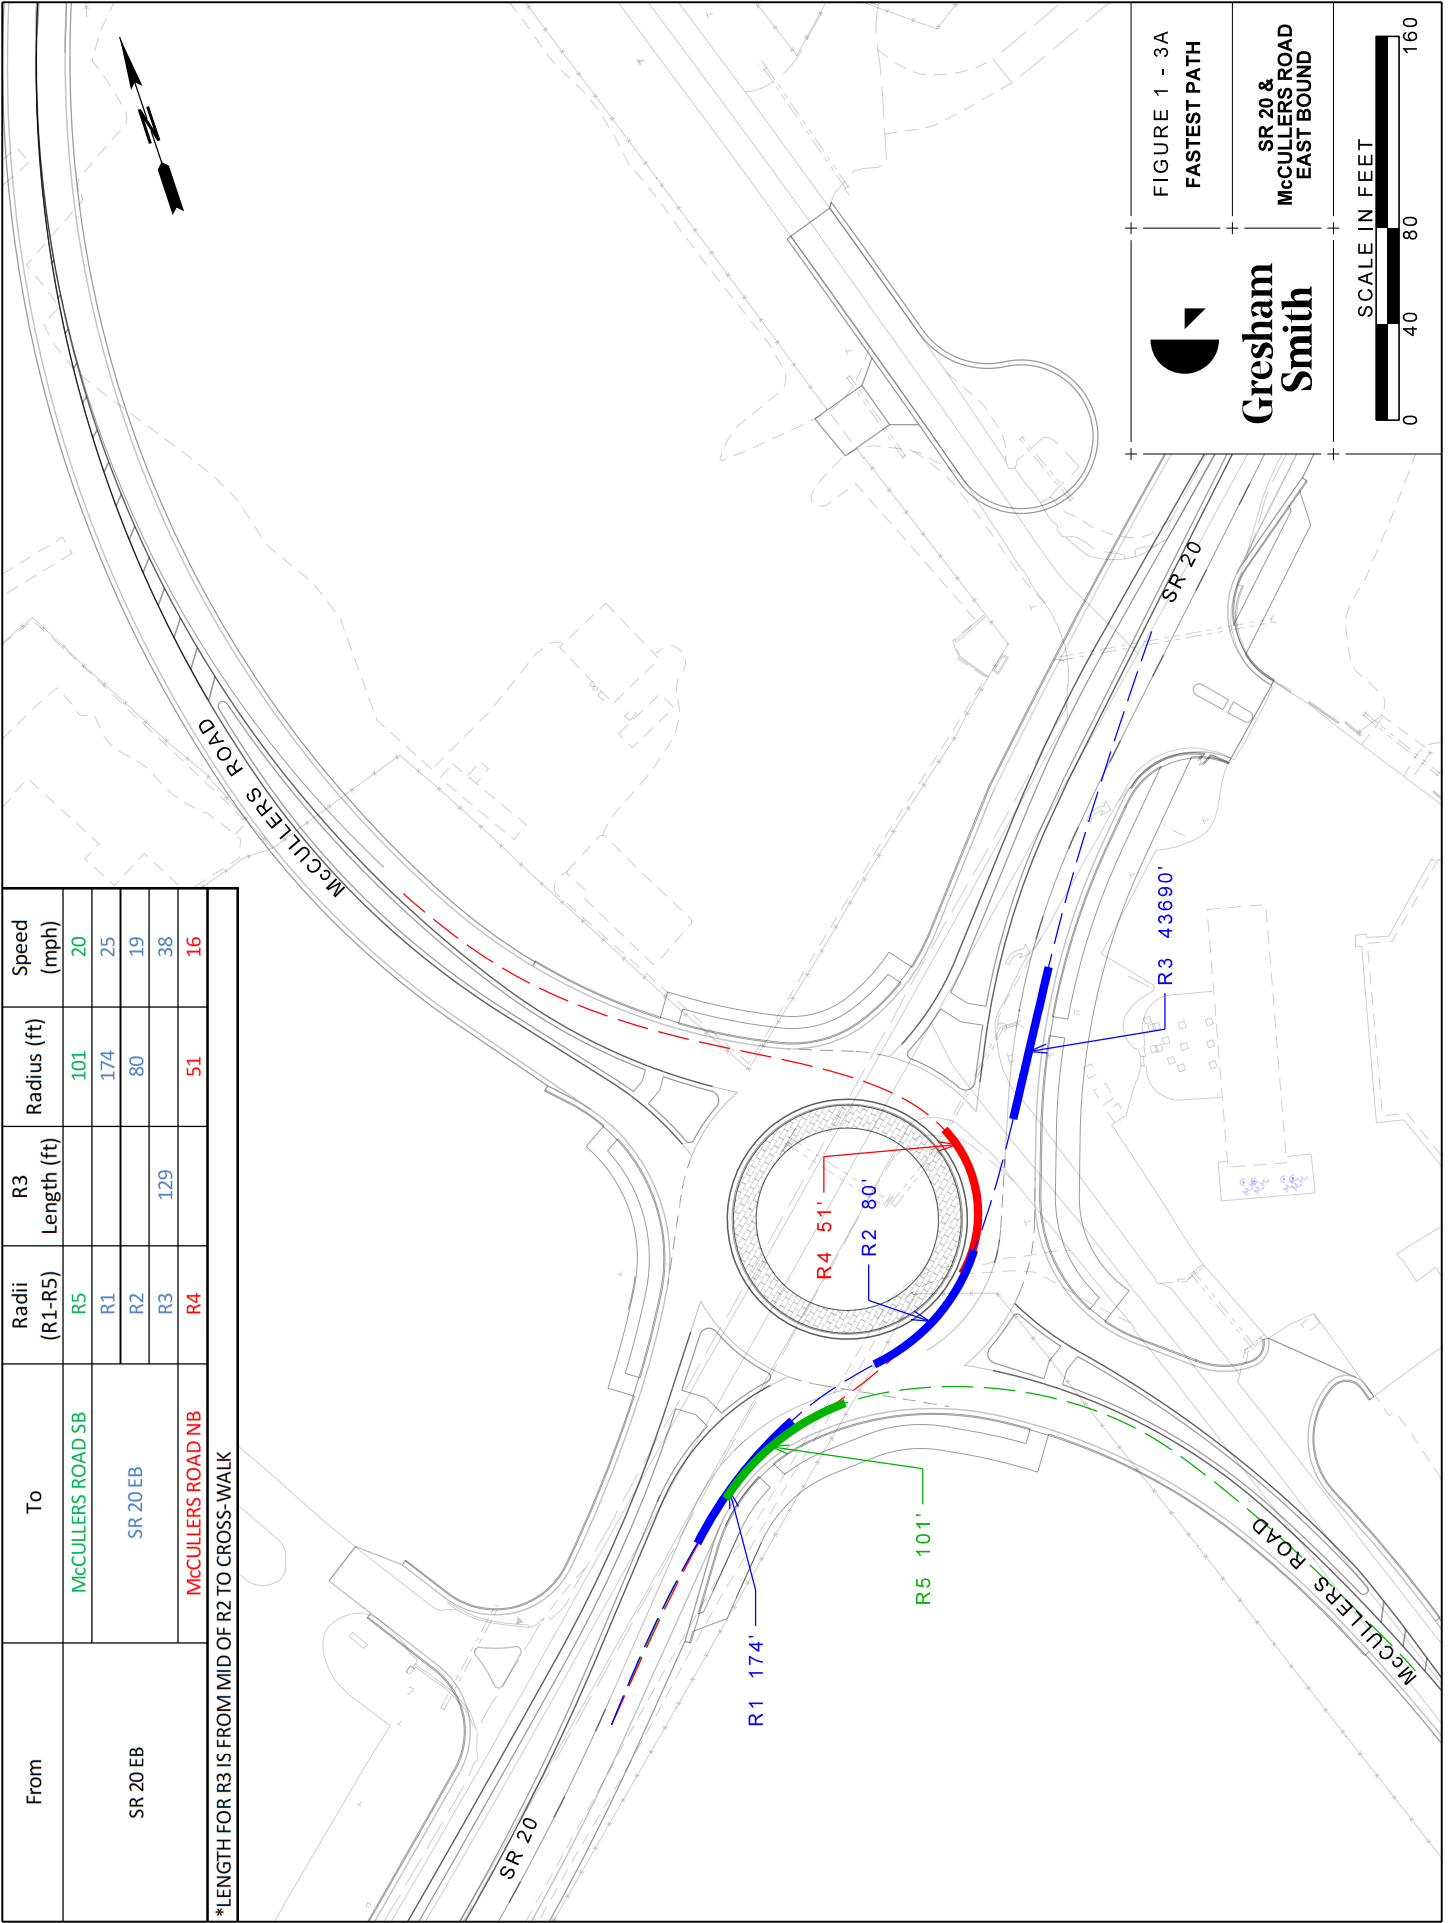 From To Radii (R1-R5) R3 Length (ft) Radius (ft) Speed (mph)
SR 20 EB
McCULLERS ROAD SB R5 101 20
SR 20 EB
R1 174 25
R2 80 19
R3 129 38
McCULLERS ROAD NB R4 51 16
*LENGTH FOR R3 IS FROM MID OF R2 TO CROSS-WALK
McCULLERS ROAD
N
SR 20
R1 174'
R5 101'
R4 51'
R2 80'
R3 43690'
McCULLERS ROAD
SR 20
FIGURE 1 - 3A
FASTEST PATH
Gresham
Smith
SR 20 &
McCULLERS ROAD
EAST BOUND
SCALE IN FEET
0 40 80 160